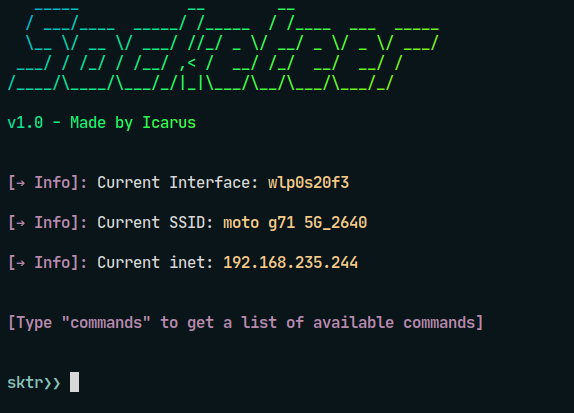 Socketeer
v1.0 - Made by Icarus
[→ Info]: Current Interface: wlp0s20f3
[→ Info]: Current SSID: moto g71 5G_2640
[→ Info]: Current inet: 192.168.235.244
[Type "commands" to get a list of available commands]
sktr❯❯